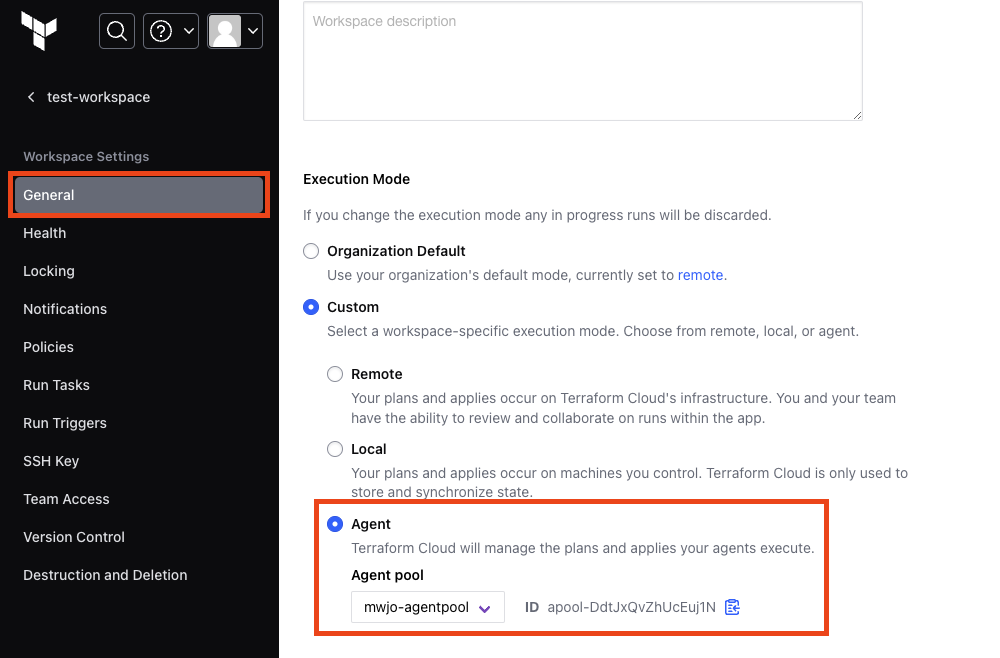 test-workspace
Workspace Settings
General
Health
Locking
Notifications
Policies
Run Tasks
Run Triggers
SSH Key
Team Access
Version Control
Destruction and Deletion
Workspace description
Execution Mode
If you change the execution mode any in progress runs will be discarded.
Organization Default
Use your organization's default mode, currently set to remote.
Custom
Select a workspace-specific execution mode. Choose from remote, local, or agent.
Remote
Your plans and applies occur on Terraform Cloud's infrastructure. You and your team
have the ability to review and collaborate on runs within the app.
Local
Your plans and applies occur on machines you control. Terraform Cloud is only used to
store and synchronize state.
Agent
Terraform Cloud will manage the plans and applies your agents execute.
Agent pool
mwjo-agentpool
ID apool-DdtJxQvZhUcEuj1N